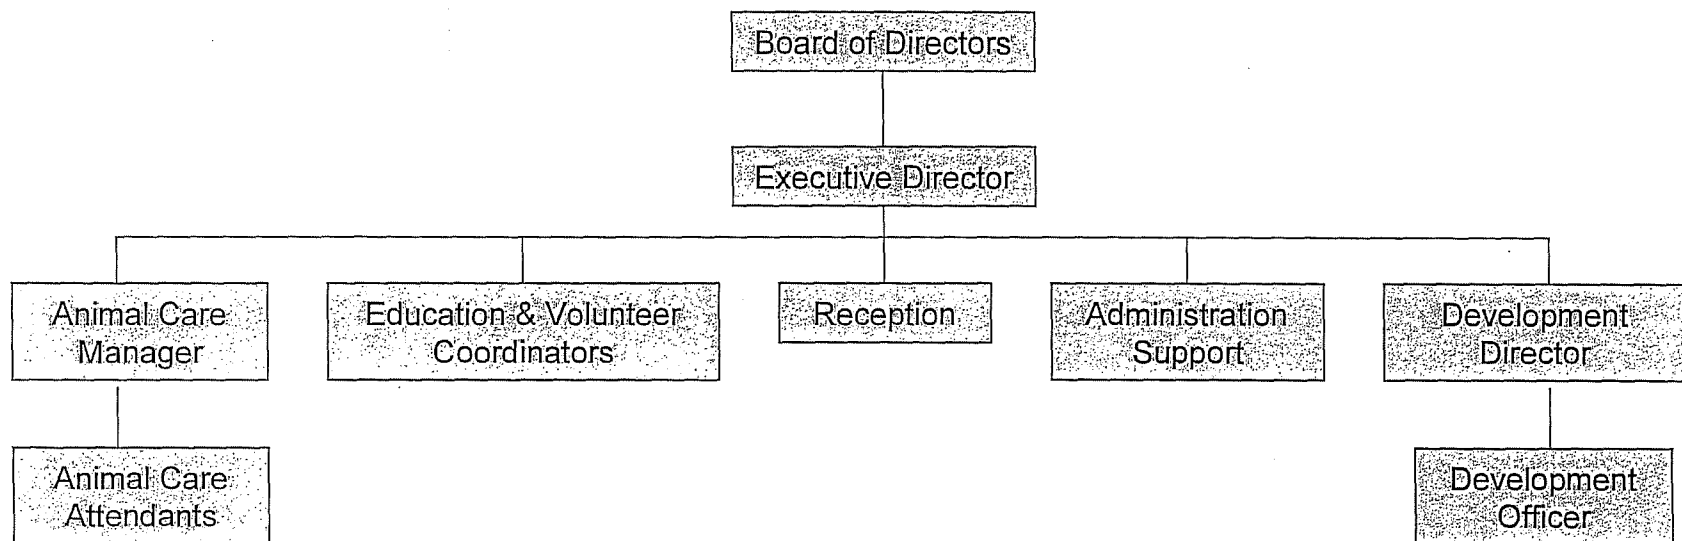 Board of Directors
Executive Director
Animal Care
Manager
Education & Volunteer
Coordinators
Reception
Administration
Support
Development
Director
Animal Care
Attendants
Development
Officer